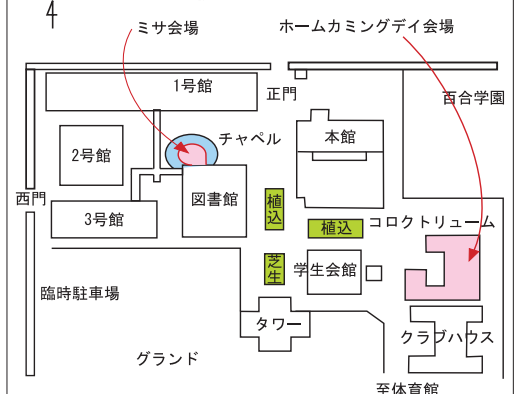 4
ミサ会場
ホームカミングデイ会場
1号館
正門
百合学園
チャペル
本館
2号館
西門
図書館
植込
3号館
植込
コロクトリューム
芝生
学生会館
臨時駐車場
タワー
クラブハウス
グランド
至体育館